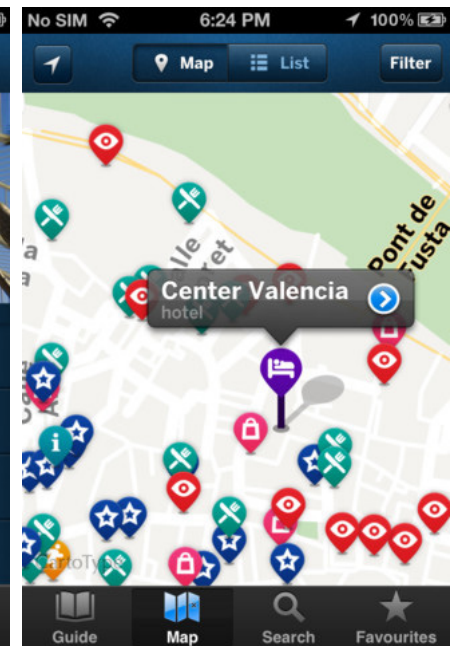 No SIM 6:24 PM 100%
Map List Filter
Pont de
Fusta
Center Valencia
hotel
CartoType
Guide Map Search Favourites